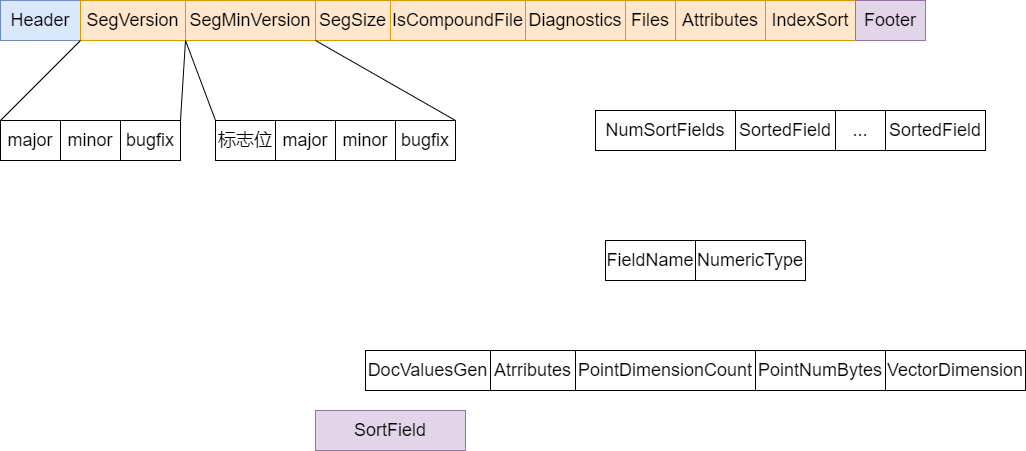 Header SegVersion SegMinVersion SegSize IsCompoundFile Diagnostics Files Attributes IndexSort Footer
major minor bugfix 标志位 major minor bugfix NumSortFields SortedField ... SortedField
FieldName NumericType
DocValuesGen Atrributes PointDimensionCount PointNumBytes VectorDimension
SortField